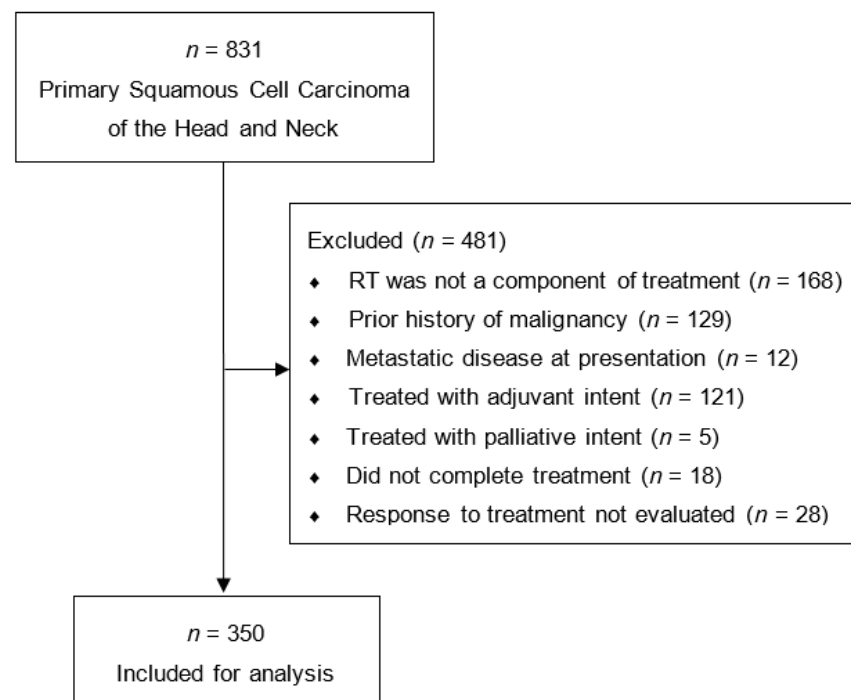 n = 831
Primary Squamous Cell Carcinoma
of the Head and Neck
Excluded (n = 481)
♦ RT was not a component of treatment (n = 168)
♦ Prior history of malignancy (n = 129)
♦ Metastatic disease at presentation (n = 12)
♦ Treated with adjuvant intent (n = 121)
♦ Treated with palliative intent (n = 5)
♦ Did not complete treatment (n = 18)
♦ Response to treatment not evaluated (n = 28)
n = 350
Included for analysis